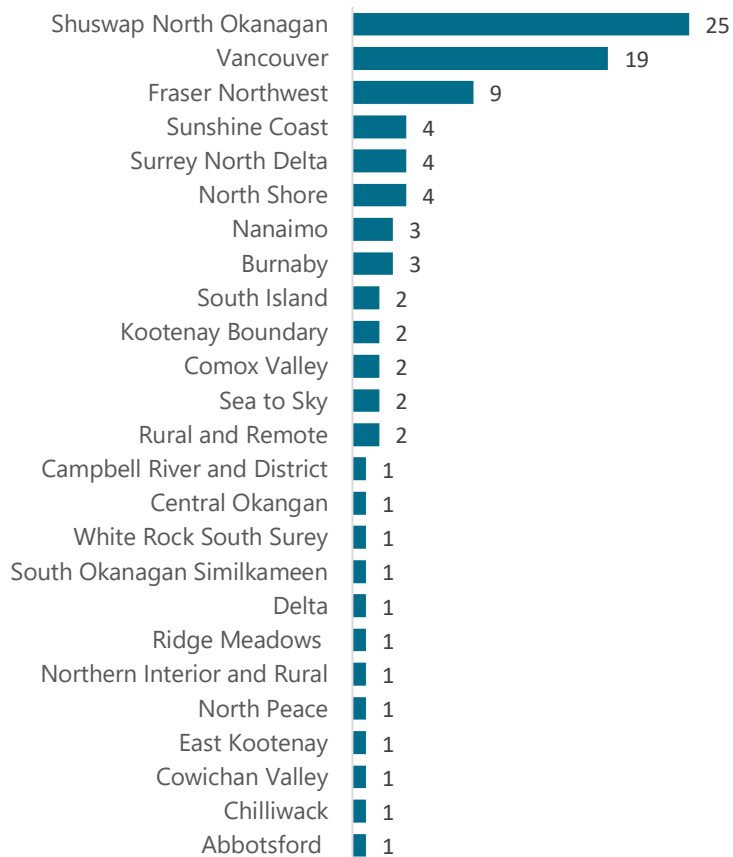 Shuswap North Okanagan 25
Vancouver 19
Fraser Northwest 9
Sunshine Coast 4
Surrey North Delta 4
North Shore 4
Nanaimo 3
Burnaby 3
South Island 2
Kootenay Boundary 2
Comox Valley 2
Sea to Sky 2
Rural and Remote 2
Campbell River and District 1
Central Okangan 1
White Rock South Surey 1
South Okanagan Similkameen 1
Delta 1
Ridge Meadows 1
Northern Interior and Rural 1
North Peace 1
East Kootenay 1
Cowichan Valley 1
Chilliwack 1
Abbotsford 1